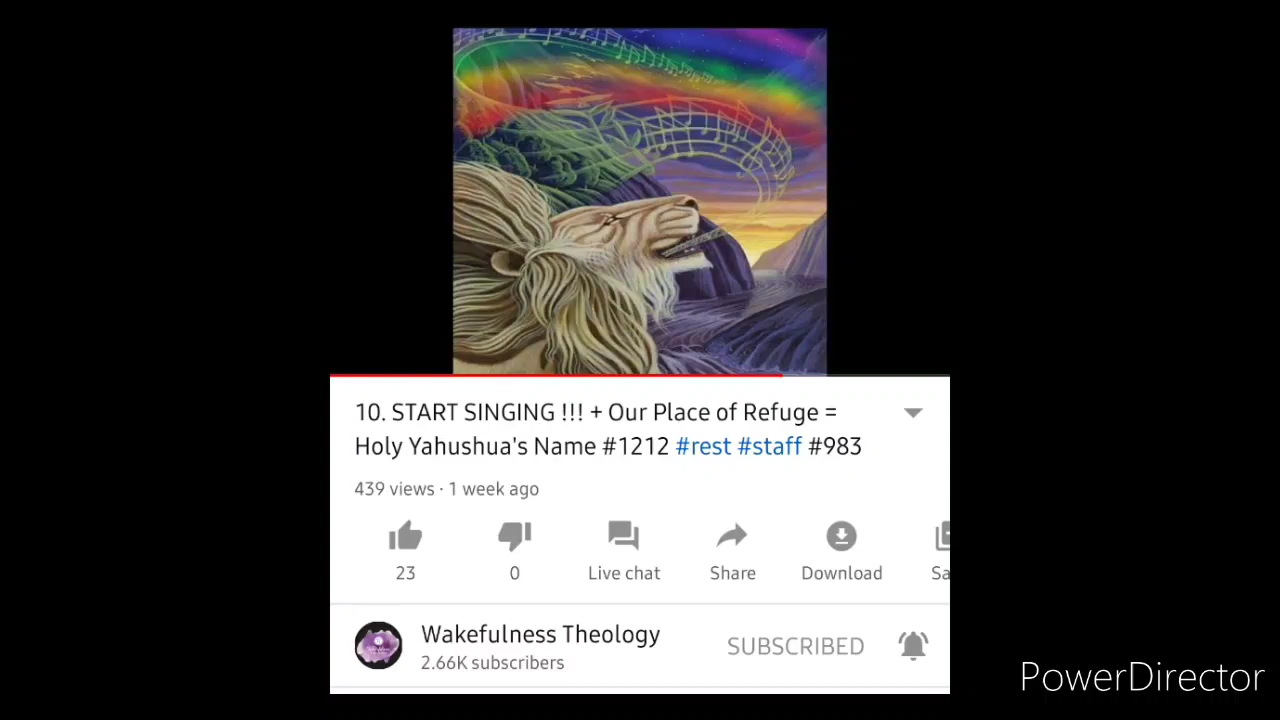 10. START SINGING !!! + Our Place of Refuge =
Holy Yahushua's Name #1212 #rest #staff #983
439 views · 1 week ago
23
0
Live chat
Share
Download
Sa
Wakefulness Theology
2.66K subscribers
SUBSCRIBED
PowerDirector